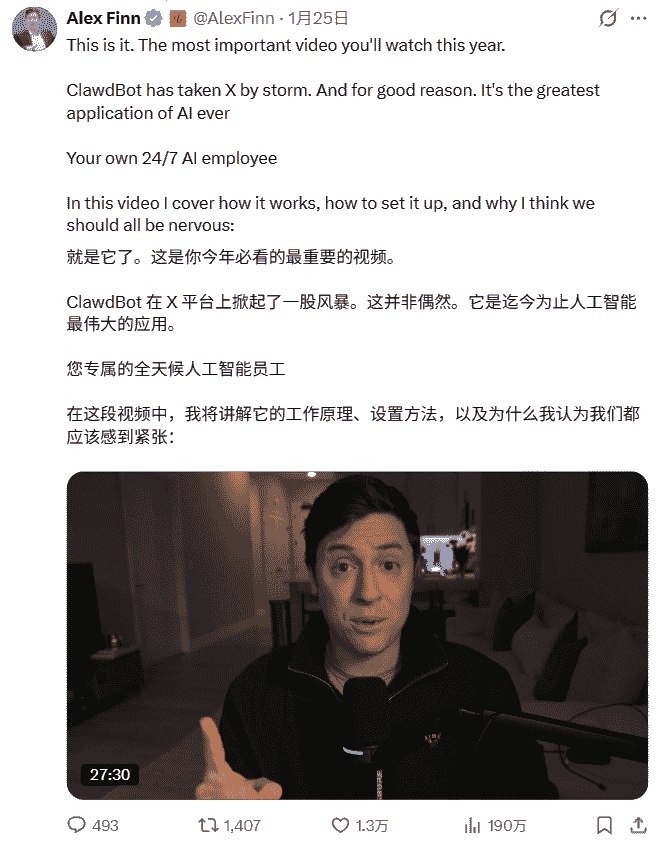 Alex Finn @AlexFinn · 1月25日
This is it. The most important video you'll watch this year.
ClawdBot has taken X by storm. And for good reason. It's the greatest
application of AI ever
Your own 24/7 AI employee
In this video I cover how it works, how to set it up, and why I think we
should all be nervous:
就是它了。这是你今年必看的最重要的视频。
ClawdBot 在 X 平台上掀起了一股风暴。这并非偶然。它是迄今为止人工智能
最伟大的应用。
您专属的全天候人工智能员工
在这段视频中，我将讲解它的工作原理、设置方法，以及为什么我认为我们都
应该感到紧张：
27:30
493 1,407 1.3万 190万